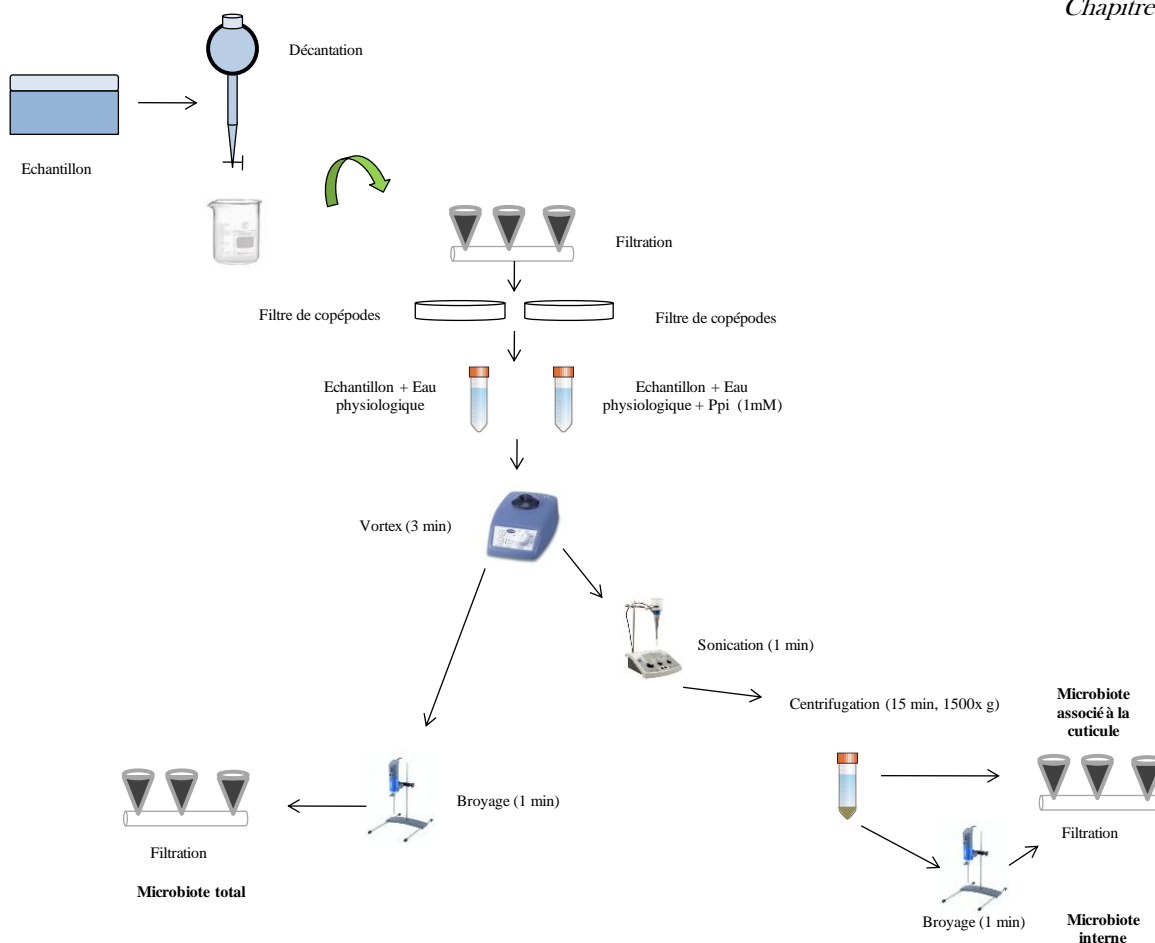 Chapitre
Décantation
Echantillon
Filtration
Filtre de copépodes
Filtre de copépodes
Echantillon + Eau
physiologique
Echantillon + Eau
physiologique + Ppi (1mM)
Vortex (3 min)
Sonication (1 min)
Centrifugation (15 min, 1500x g)
Microbiote
associé à la
cuticule
Broyage (1 min)
Filtration
Microbiote total
Filtration
Broyage (1 min)
Microbiote
interne